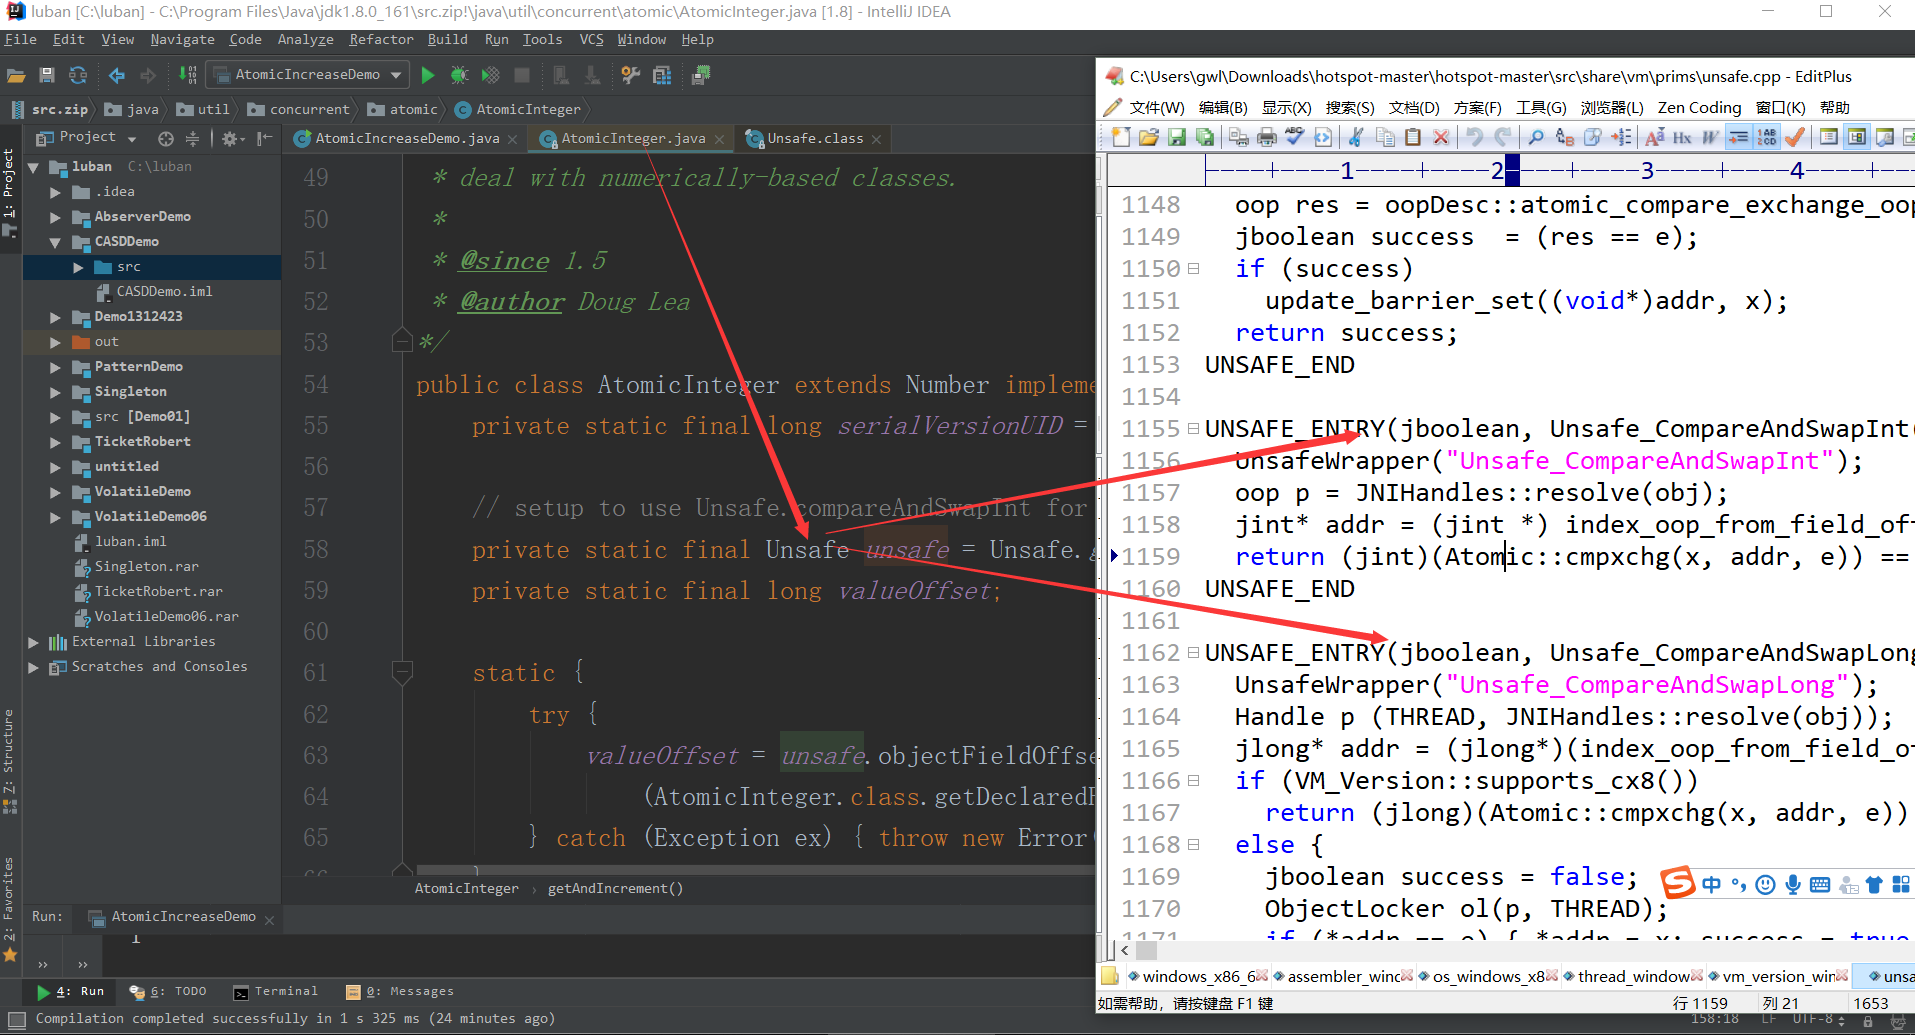 luban [C:\luban] - C:\Program Files\Java\jdk1.8.0_161\src.zip!\java\util\concurrent\atomic\AtomicInteger.java [1.8] - IntelliJ IDEA
File Edit View Navigate Code Analyze Refactor Build Run Tools VCS Window Help
AtomicIncreaseDemo
src.zip java util concurrent atomic AtomicInteger
Project
AtomicIncreaseDemo.java
AtomicInteger.java
Unsafe.class
1: Project
7: Structure
2: Favorites
luban C:\luban
.idea
AbserverDemo
CASDDemo
src
CASDDemo.iml
Demo1312423
out
PatternDemo
Singleton
src [Demo01]
TicketRobert
untitled
VolatileDemo
VolatileDemo06
luban.iml
Singleton.rar
TicketRobert.rar
VolatileDemo06.rar
External Libraries
Scratches and Consoles
49 * deal with numerically-based classes.
50 *
51 * @since 1.5
52 * @author Doug Lea
53 */
54 public class AtomicInteger extends Number impleme
55 private static final long serialVersionUID =
56
57 // setup to use Unsafe.compareAndSwapInt for
58 private static final Unsafe unsafe = Unsafe.
59 private static final long valueOffset;
60
61 static {
62 try {
63 valueOffset = unsafe.objectFieldOffse
64 (AtomicInteger.class.getDeclared
65 } catch (Exception ex) { throw new Error(
66 }
AtomicInteger › getAndIncrement()
Run: AtomicIncreaseDemo
1
» »
4: Run 6: TODO Terminal 0: Messages
Compilation completed successfully in 1 s 325 ms (24 minutes ago)
C:\Users\gwl\Downloads\hotspot-master\hotspot-master\src\share\vm\prims\unsafe.cpp - EditPlus
文件(W) 编辑(B) 显示(X) 搜索(S) 文档(D) 方案(F) 工具(G) 浏览器(L) Zen Coding 窗口(K) 帮助
----+----1----+----2----+----3----+----4----+--
1148 oop res = oopDesc::atomic_compare_exchange_oop
1149 jboolean success  = (res == e);
1150 if (success)
1151 update_barrier_set((void*)addr, x);
1152 return success;
1153 UNSAFE_END
1154
1155 UNSAFE_ENTRY(jboolean, Unsafe_CompareAndSwapInt(
1156 UnsafeWrapper("Unsafe_CompareAndSwapInt");
1157 oop p = JNIHandles::resolve(obj);
1158 jint* addr = (jint *) index_oop_from_field_of
1159 return (jint)(Atomic::cmpxchg(x, addr, e)) ==
1160 UNSAFE_END
1161
1162 UNSAFE_ENTRY(jboolean, Unsafe_CompareAndSwapLong
1163 UnsafeWrapper("Unsafe_CompareAndSwapLong");
1164 Handle p (THREAD, JNIHandles::resolve(obj));
1165 jlong* addr = (jlong*)(index_oop_from_field_o
1166 if (VM_Version::supports_cx8())
1167 return (jlong)(Atomic::cmpxchg(x, addr, e))
1168 else {
1169 jboolean success = false;
1170 ObjectLocker ol(p, THREAD);
1171 if (*addr == e) { *addr = x; success = true
中
windows_x86_6 assembler_winc os_windows_x8 thread_window vm_version_win unsa
如需帮助，请按键盘 F1 键
行 1159 列 21 1653
158:18 LF UTF-8